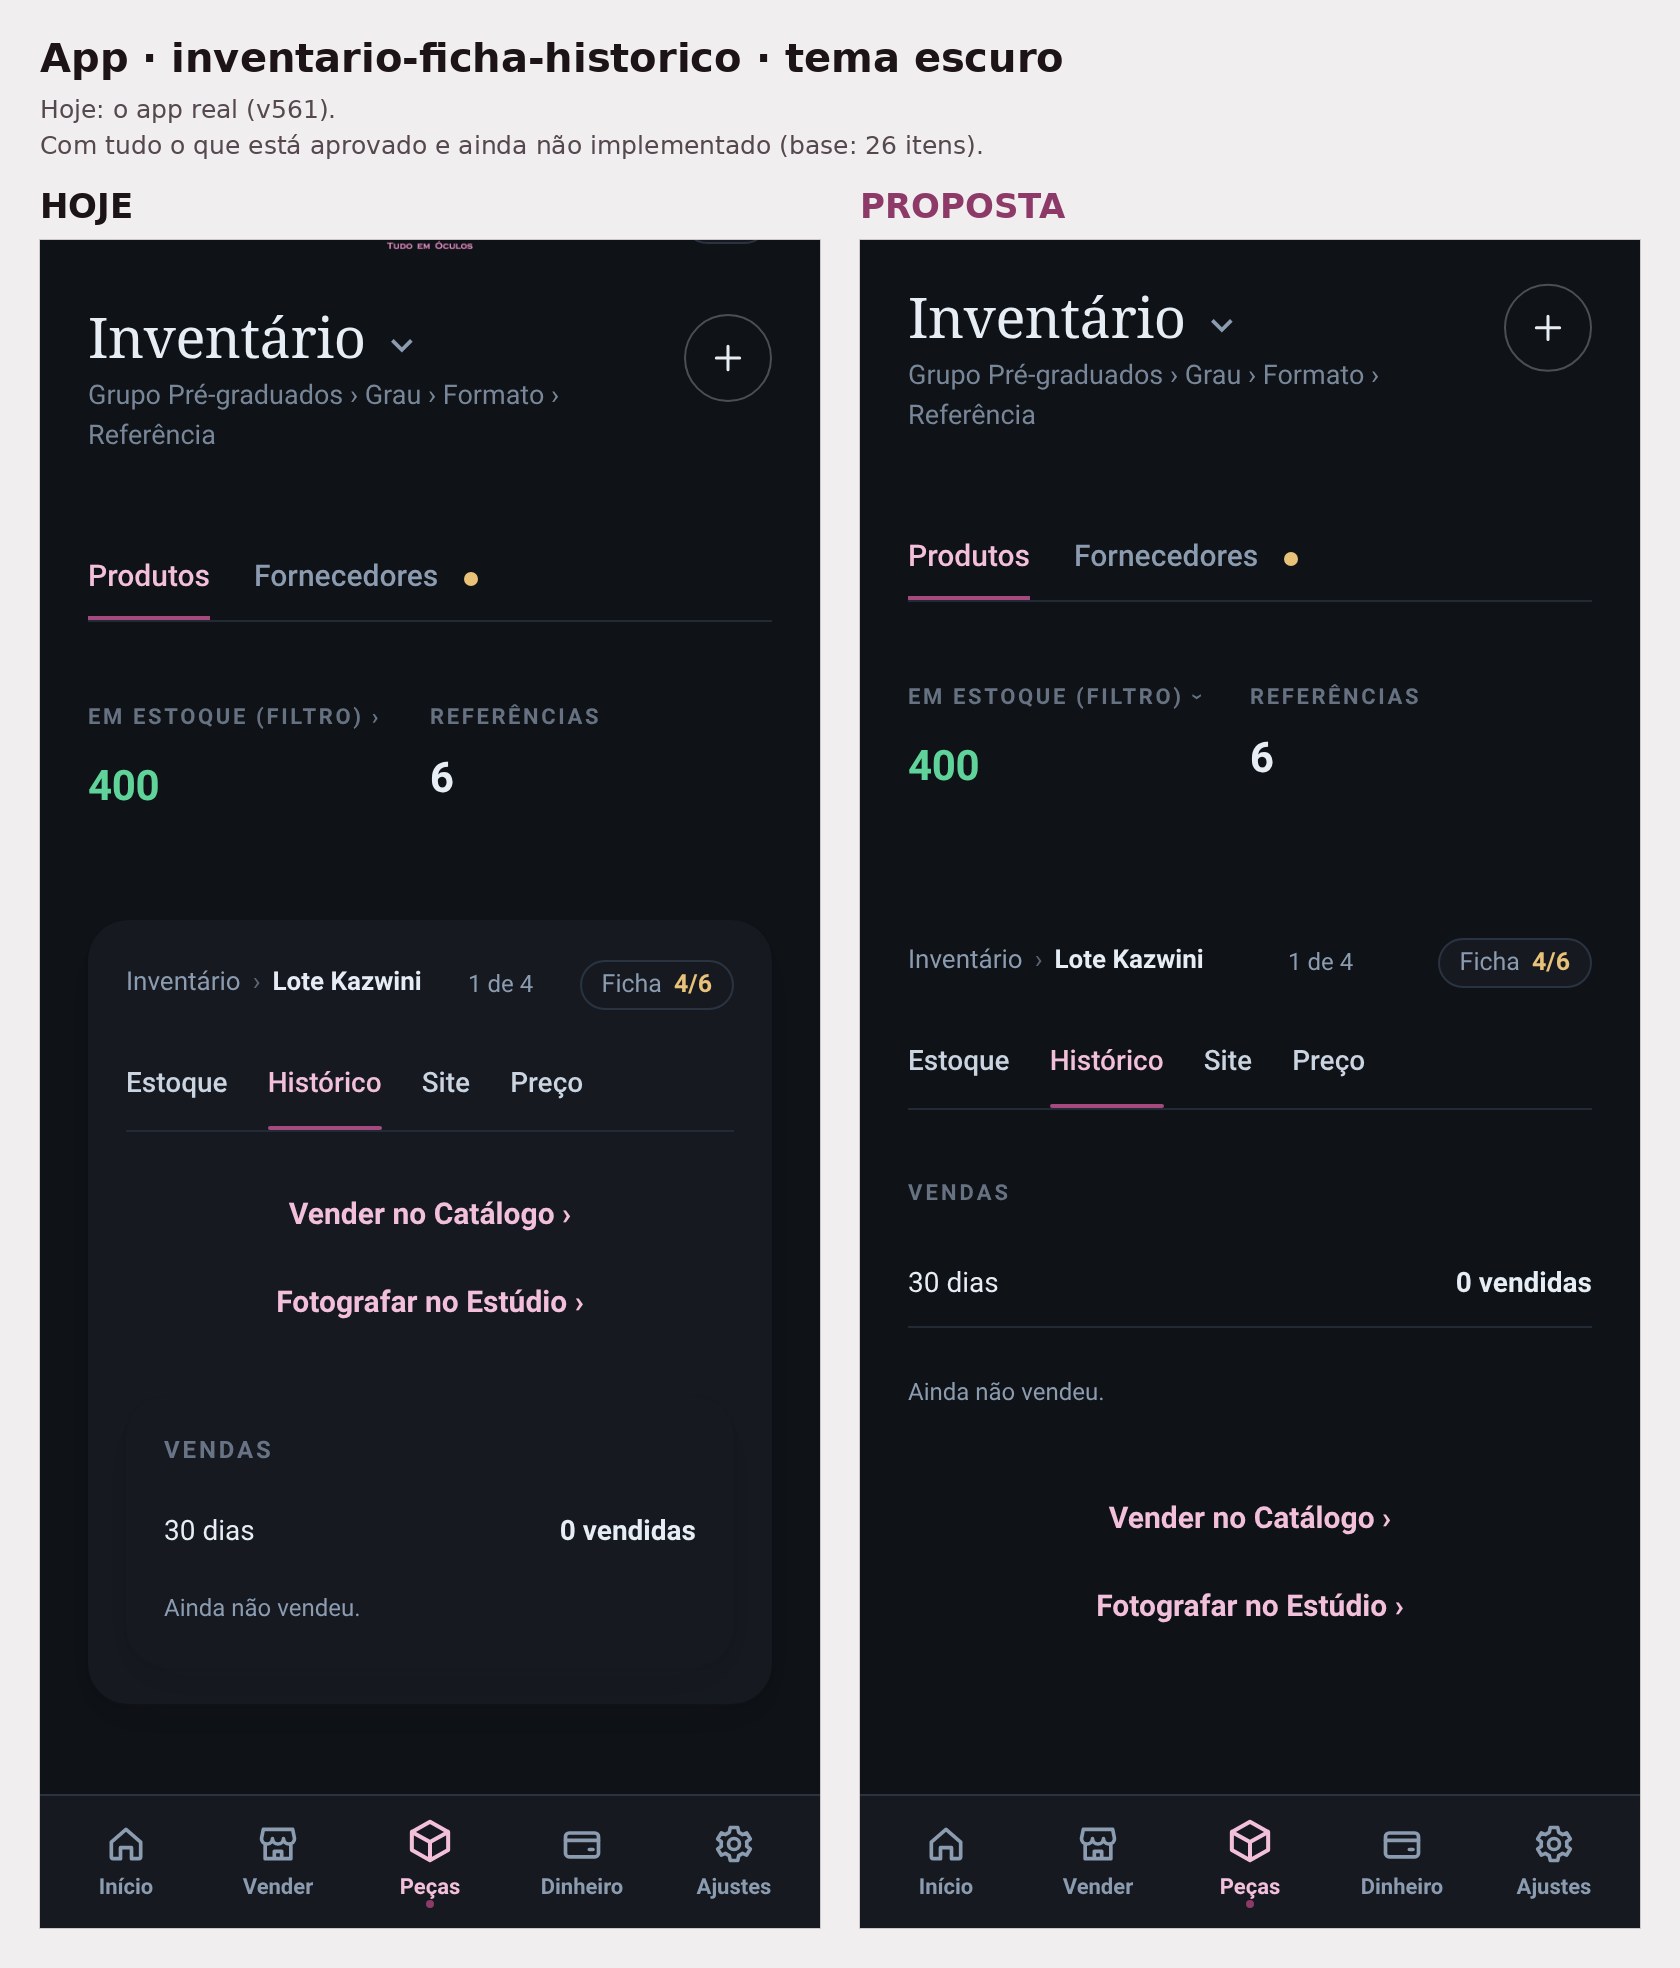 App · inventario-ficha-historico · tema escuro
Hoje: o app real (v561).
Com tudo o que está aprovado e ainda não implementado (base: 26 itens).
HOJE
TUDO EM ÓCULOS
Inventário
Grupo Pré-graduados › Grau › Formato ›
Referência
Produtos Fornecedores
EM ESTOQUE (FILTRO) › REFERÊNCIAS
400 6
Inventário › Lote Kazwini 1 de 4 Ficha 4/6
Estoque Histórico Site Preço
Vender no Catálogo ›
Fotografar no Estúdio ›
VENDAS
30 dias 0 vendidas
Ainda não vendeu.
Início Vender Peças Dinheiro Ajustes
PROPOSTA
Inventário
Grupo Pré-graduados › Grau › Formato ›
Referência
Produtos Fornecedores
EM ESTOQUE (FILTRO) REFERÊNCIAS
400 6
Inventário › Lote Kazwini 1 de 4 Ficha 4/6
Estoque Histórico Site Preço
VENDAS
30 dias 0 vendidas
Ainda não vendeu.
Vender no Catálogo ›
Fotografar no Estúdio ›
Início Vender Peças Dinheiro Ajustes